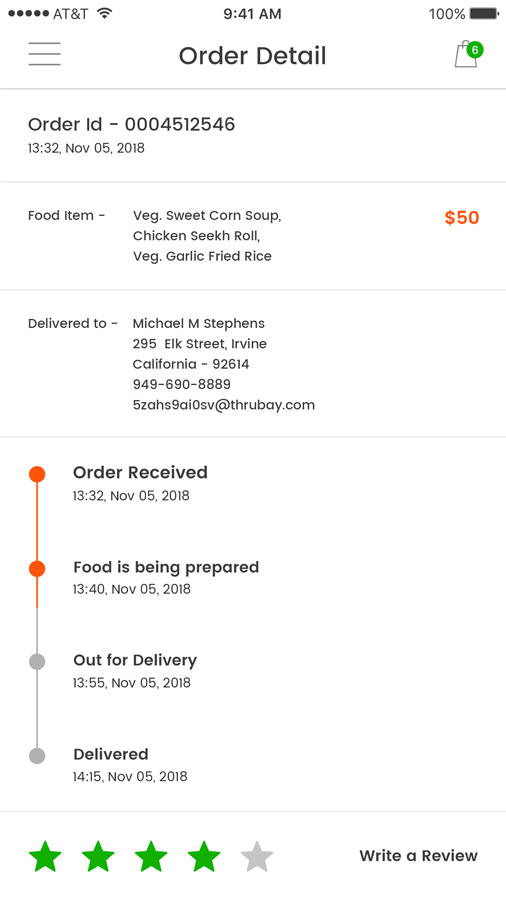 AT&T 9:41 AM 100%
Order Detail 6
Order Id - 0004512546
13:32, Nov 05, 2018
Food Item - Veg. Sweet Corn Soup, $50
Chicken Seekh Roll,
Veg. Garlic Fried Rice
Delivered to - Michael M Stephens
295 Elk Street, Irvine
California - 92614
949-690-8889
5zahs9ai0sv@thrubay.com
Order Received
13:32, Nov 05, 2018
Food is being prepared
13:40, Nov 05, 2018
Out for Delivery
13:55, Nov 05, 2018
Delivered
14:15, Nov 05, 2018
Write a Review